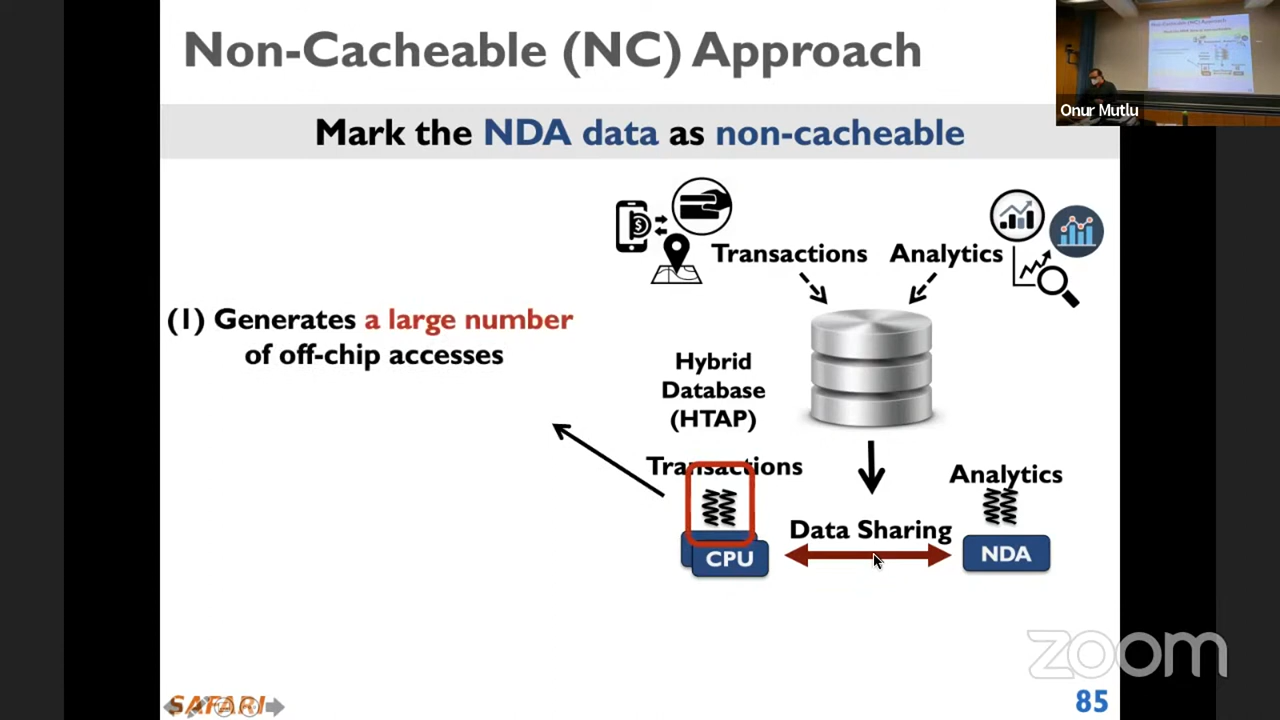 Non-Cacheable (NC) Approach
Onur Mutlu
Mark the NDA data as non-cacheable
Transactions
Analytics
(1) Generates a large number
of off-chip accesses
Hybrid
Database
(HTAP)
Transactions
Analytics
Data Sharing
CPU
NDA
zoom
SAFARI
85